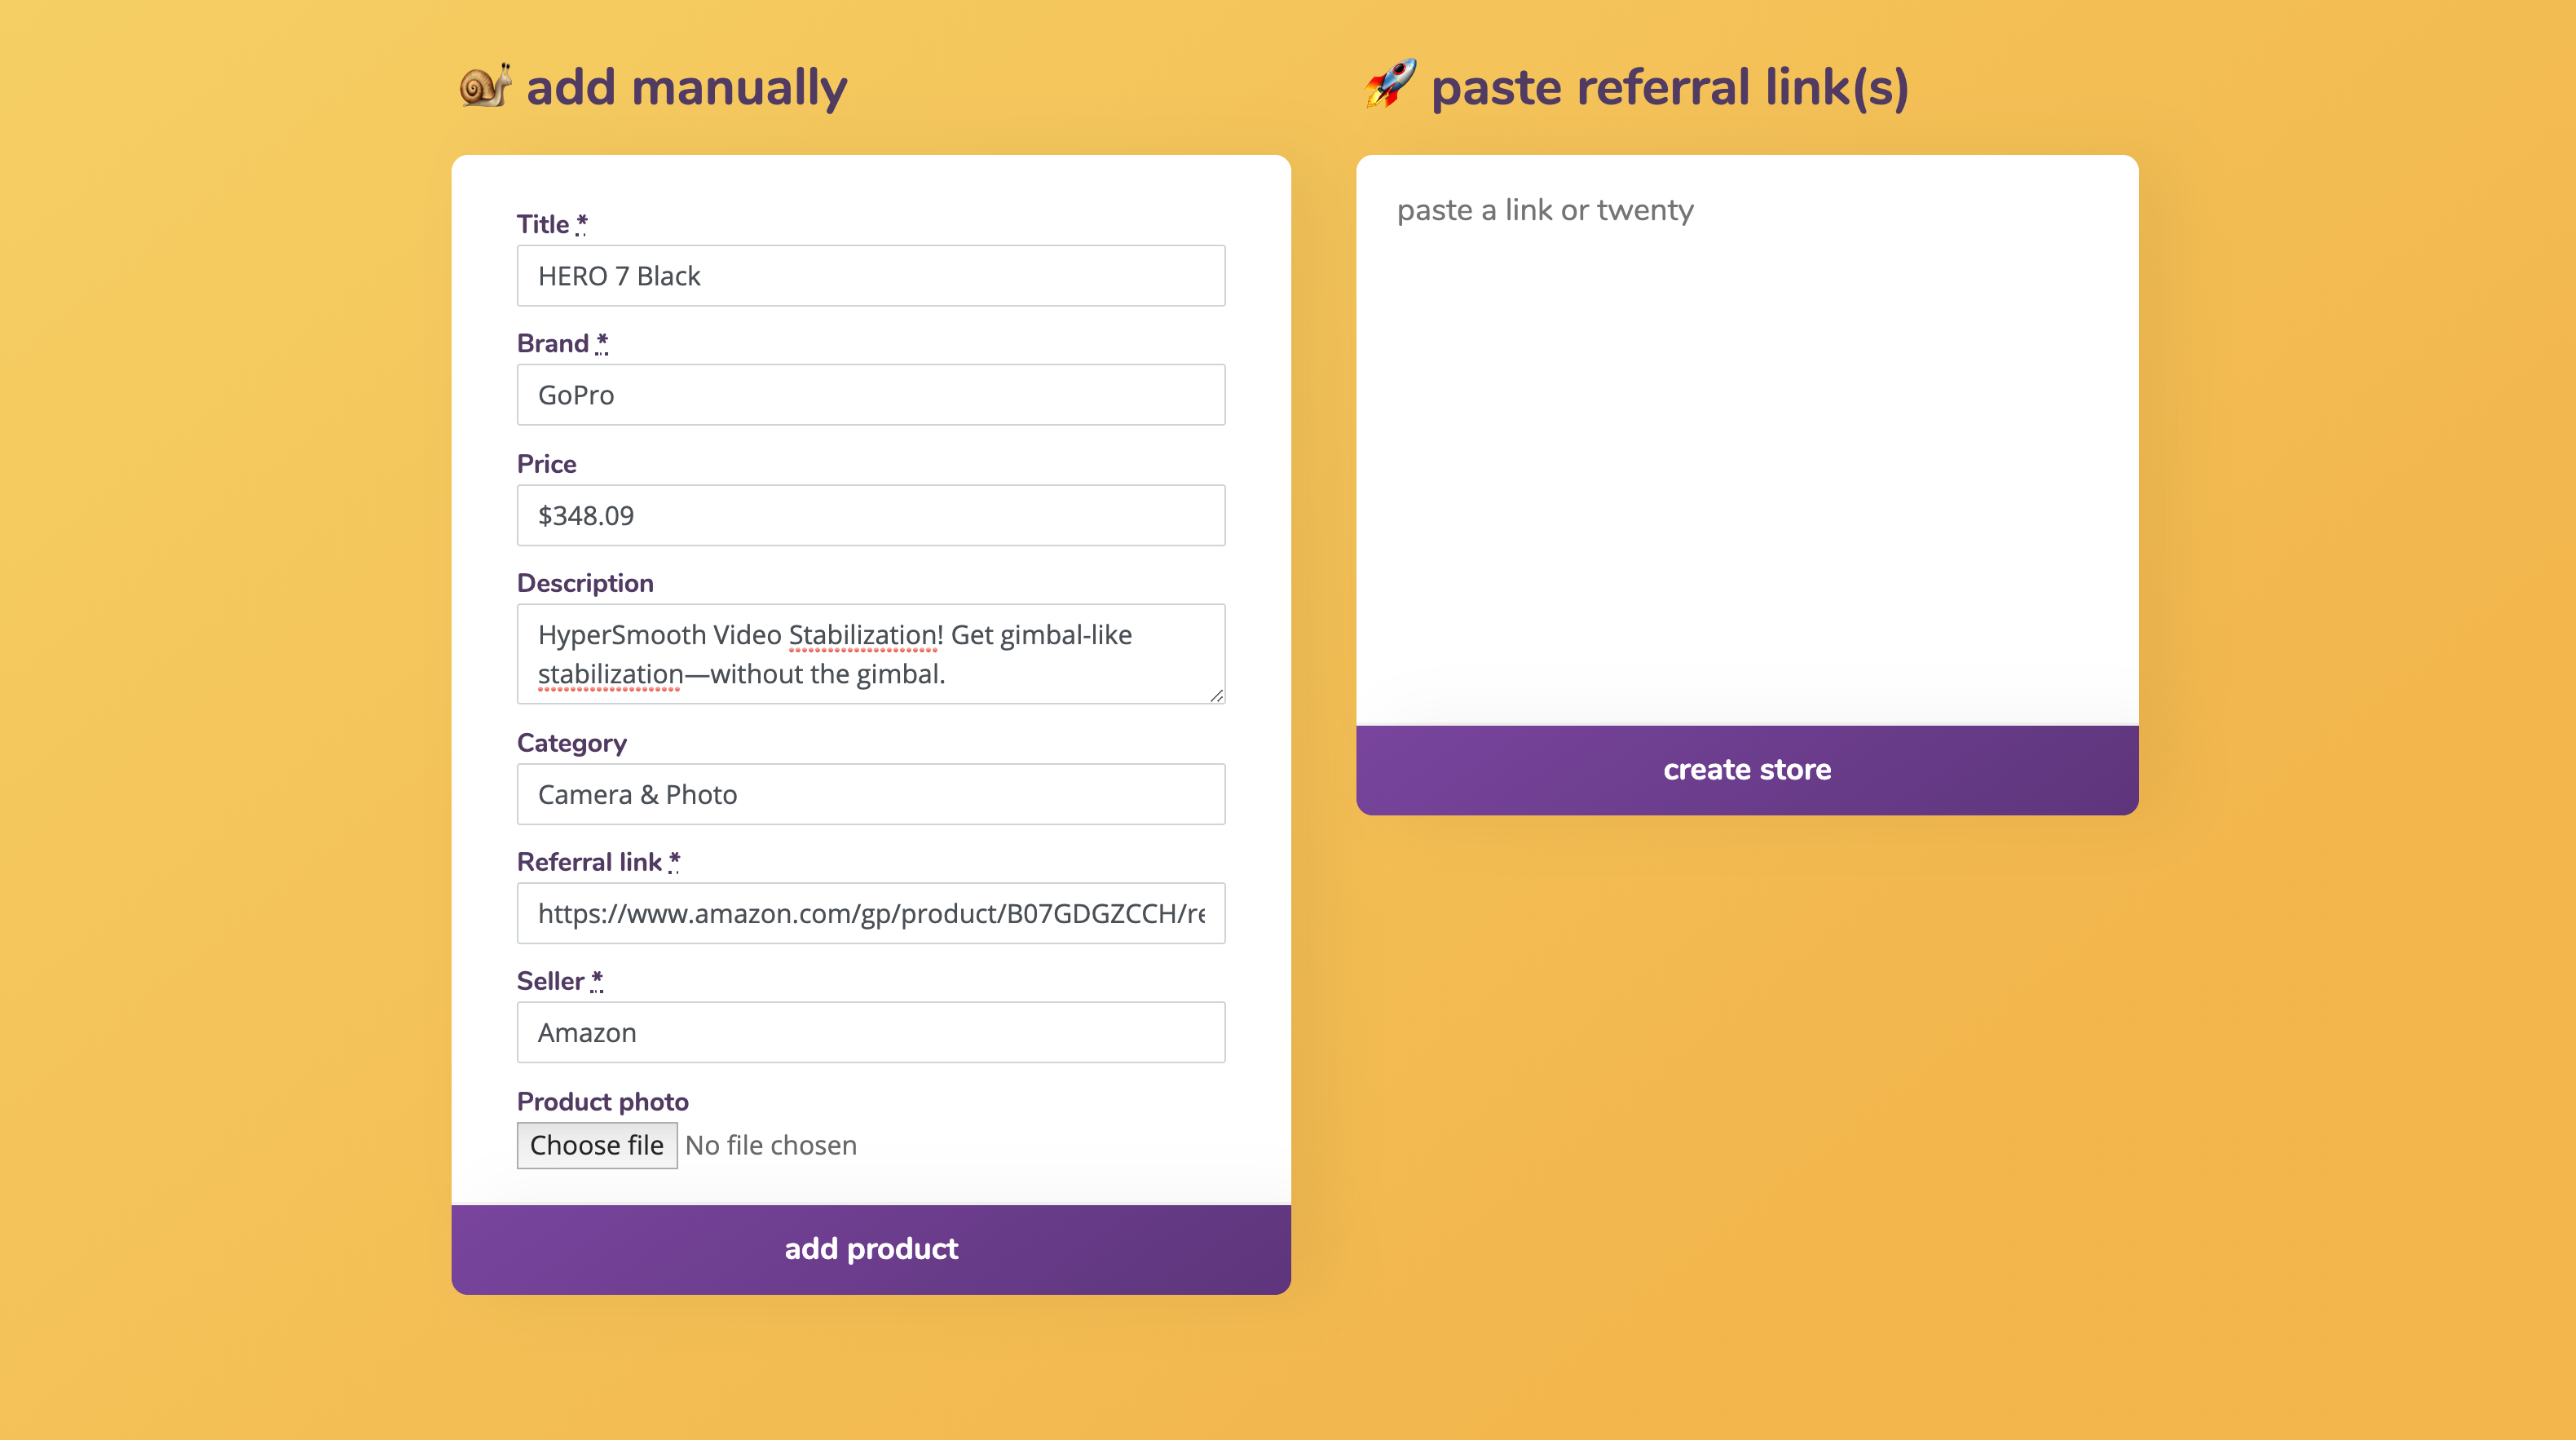 🐌 add manually
Title *
HERO 7 Black
Brand *
GoPro
Price
$348.09
Description
HyperSmooth Video Stabilization! Get gimbal-like
stabilization—without the gimbal.
Category
Camera & Photo
Referral link *
https://www.amazon.com/gp/product/B07GDGZCCH/re
Seller *
Amazon
Product photo
Choose file No file chosen
add product
🚀 paste referral link(s)
paste a link or twenty
create store